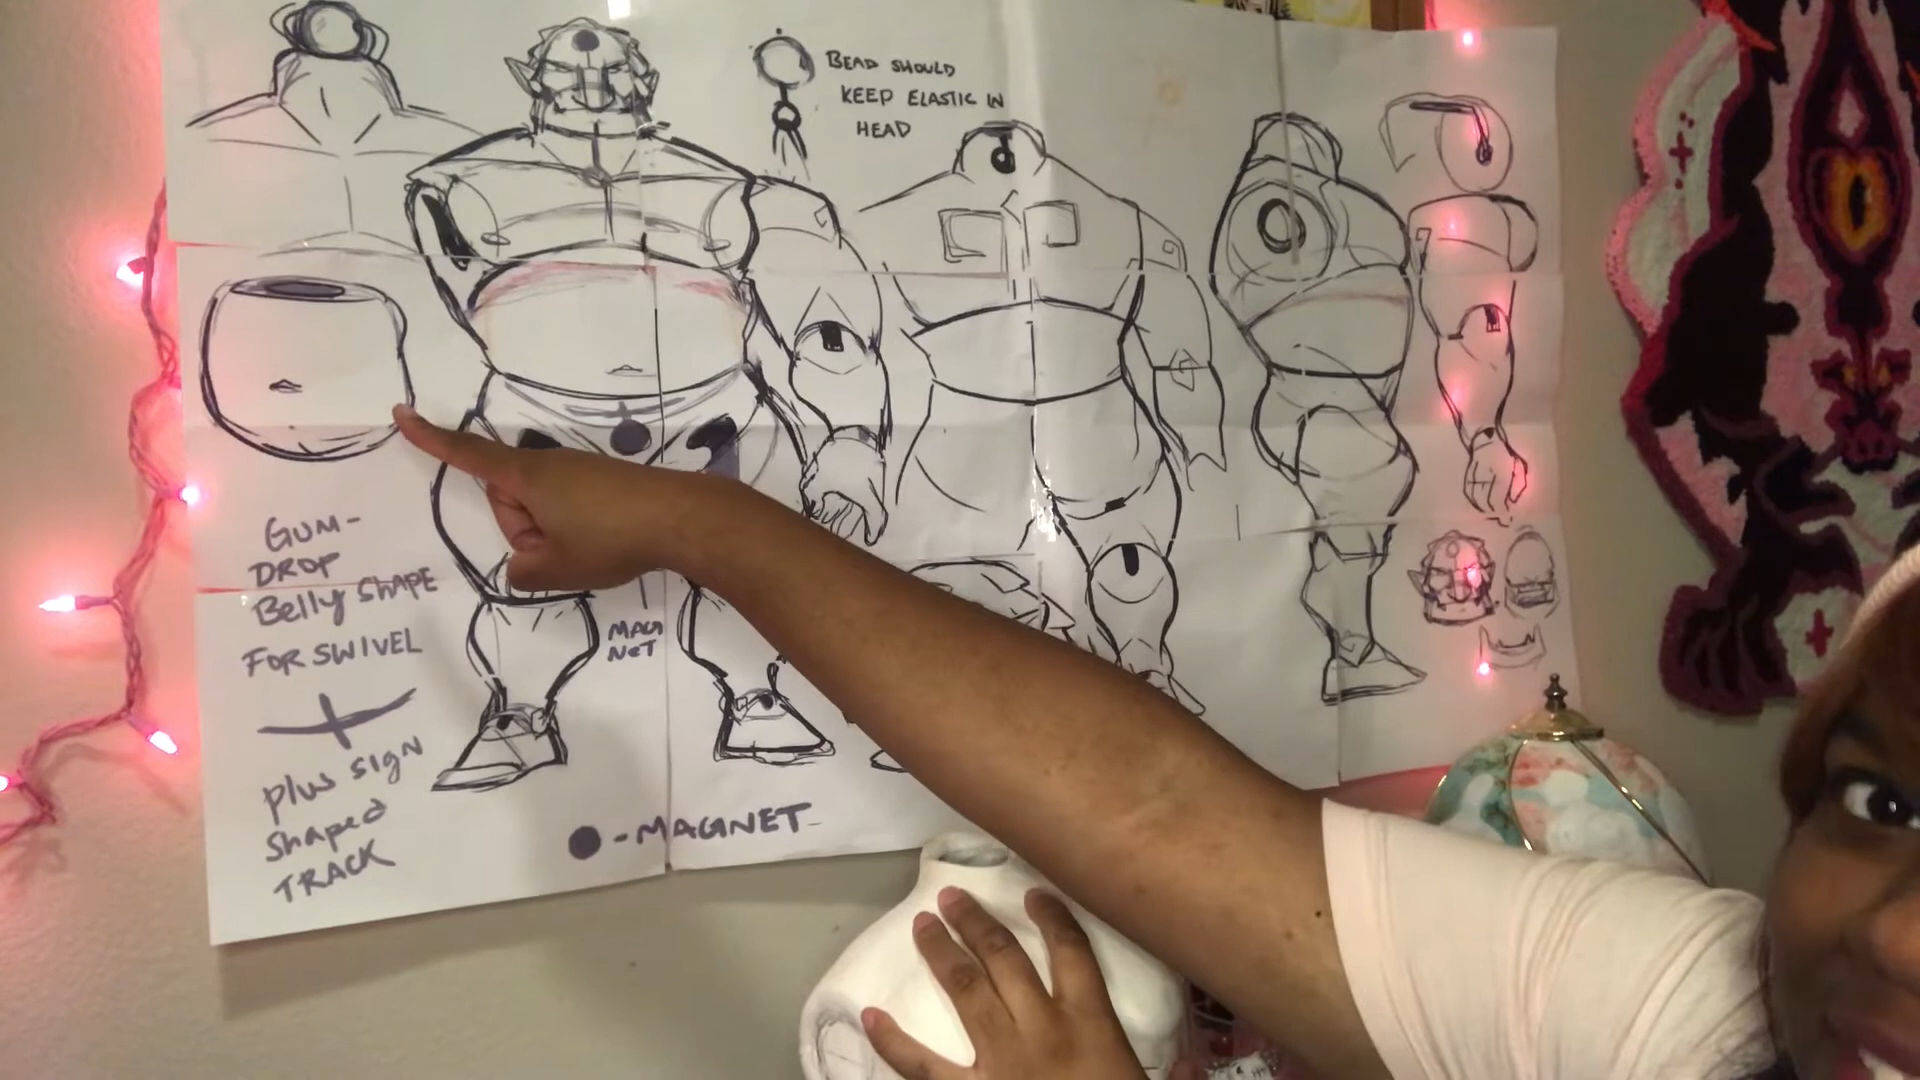 BEAD SHOULD
KEEP ELASTIC IN
HEAD
GUM-
DROP
Belly SHAPE
FOR SWIVEL
plus sign
shaped
TRACK
MAG
NeT
- MAGNET